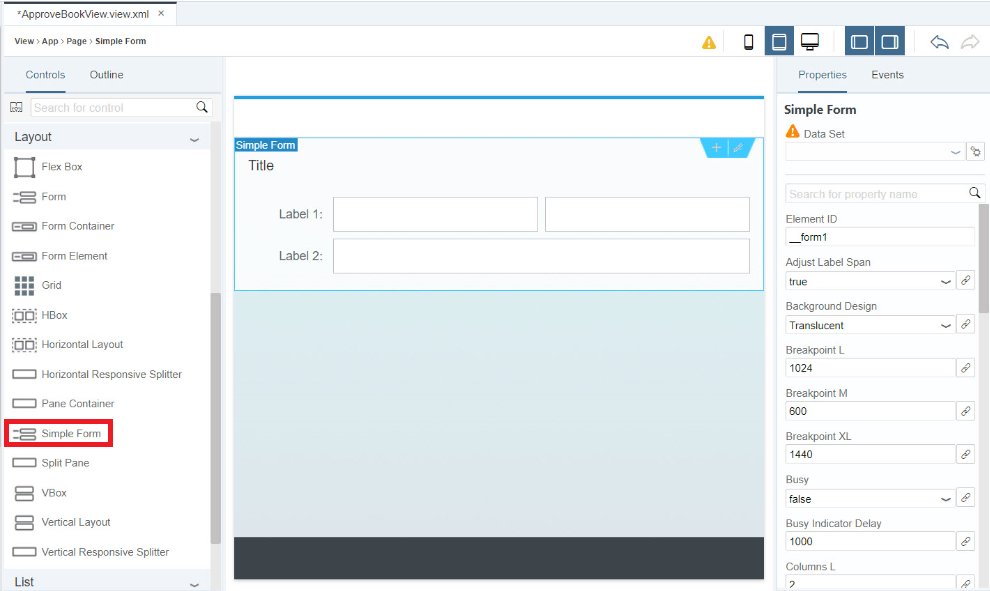 *ApproveBookView.view.xml ×
View › App › Page › Simple Form
Controls Outline
Search for control
Layout
Flex Box
Form
Form Container
Form Element
Grid
HBox
Horizontal Layout
Horizontal Responsive Splitter
Pane Container
Simple Form
Split Pane
VBox
Vertical Layout
Vertical Responsive Splitter
List
Simple Form
Title
Label 1:
Label 2:
Properties Events
Simple Form
Data Set
Search for property name
Element ID
__form1
Adjust Label Span
true
Background Design
Translucent
Breakpoint L
1024
Breakpoint M
600
Breakpoint XL
1440
Busy
false
Busy Indicator Delay
1000
Columns L
2